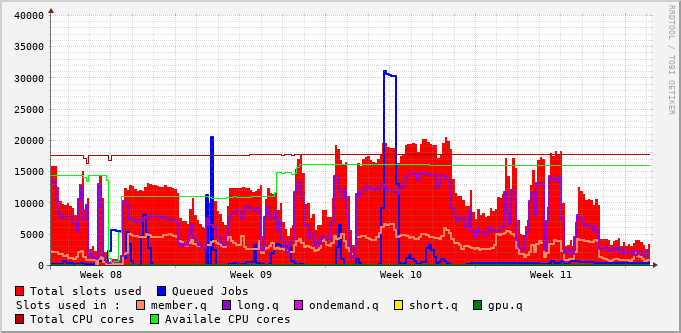 40000
35000
30000
25000
20000
15000
10000
5000
0
Week 08 Week 09 Week 10 Week 11
RRDTOOL / TOBI OETIKER
Total slots used Queued Jobs
Slots used in : member.q long.q ondemand.q short.q gpu.q
Total CPU cores Availale CPU cores